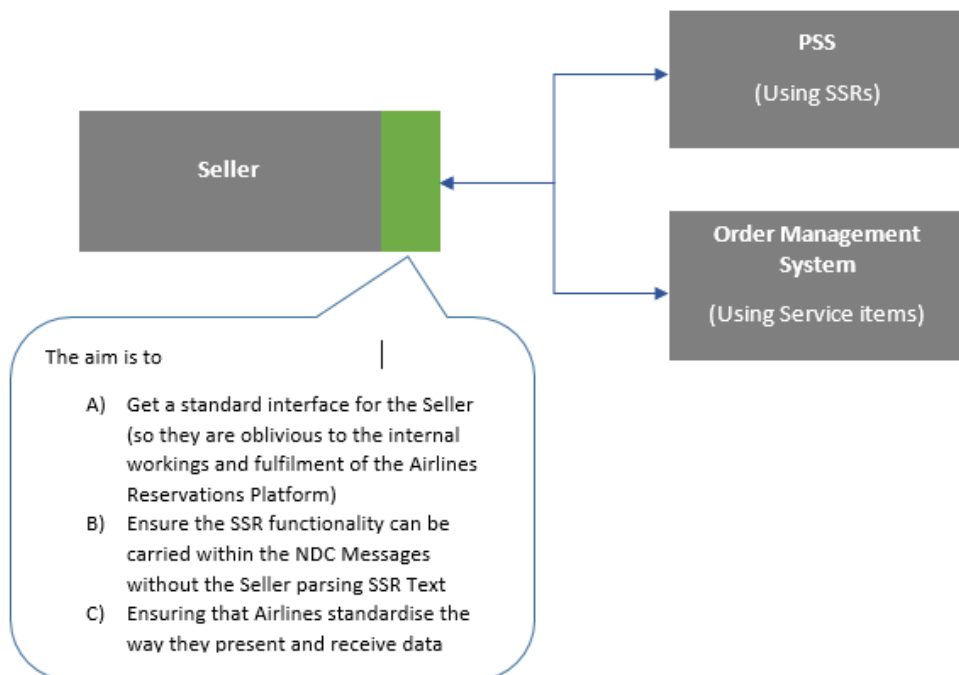 PSS
(Using SSRs)
Seller
Order Management
System
(Using Service items)
The aim is to
A) Get a standard interface for the Seller
(so they are oblivious to the internal
workings and fulfilment of the Airlines
Reservations Platform)
B) Ensure the SSR functionality can be
carried within the NDC Messages
without the Seller parsing SSR Text
C) Ensuring that Airlines standardise the
way they present and receive data